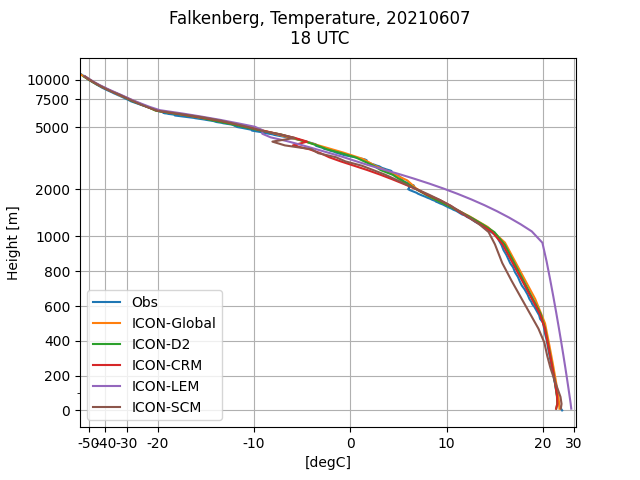 Falkenberg, Temperature, 20210607
18 UTC
10000
7500
5000
2000
1000
800
600
400
200
0
Height [m]
Obs
ICON-Global
ICON-D2
ICON-CRM
ICON-LEM
ICON-SCM
-50 -40 -30 -20 -10 0 10 20 30
[degC]